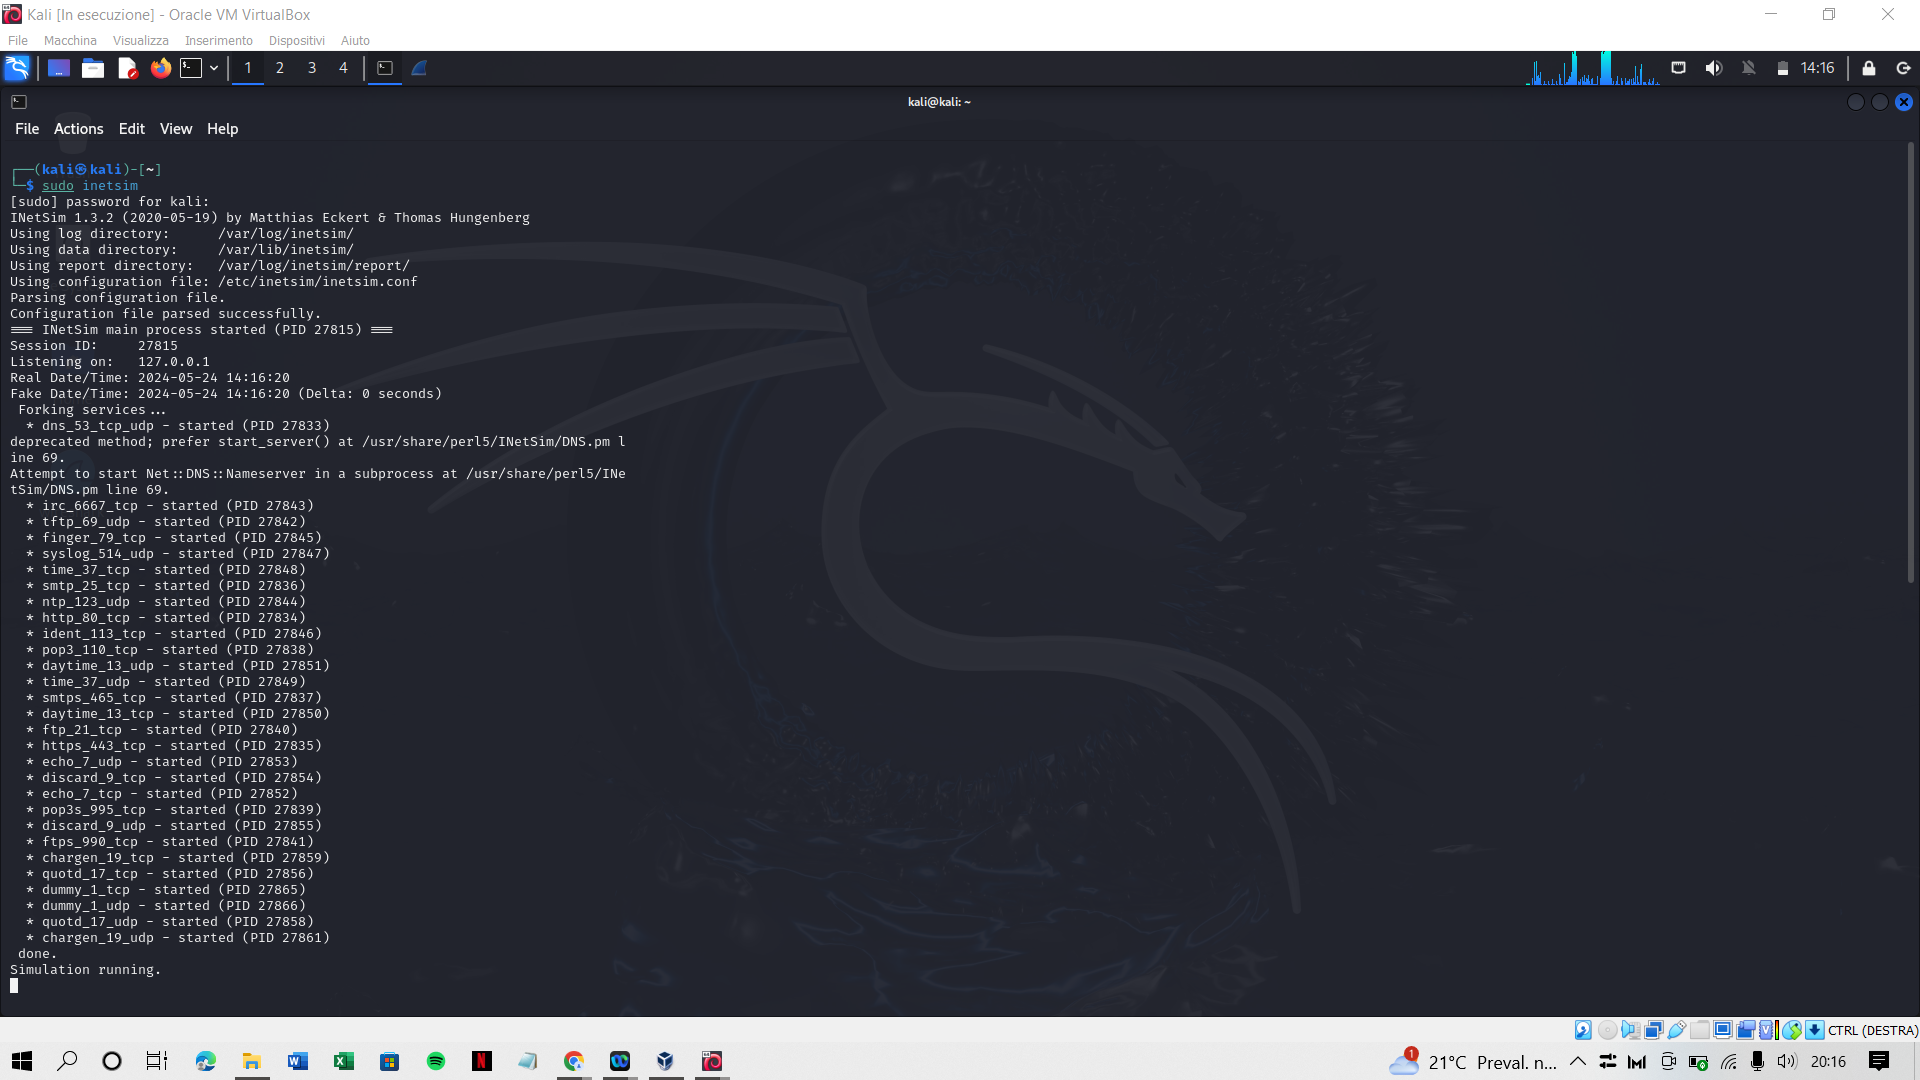 Kali [In esecuzione] - Oracle VM VirtualBox
File Macchina Visualizza Inserimento Dispositivi Aiuto
1 2 3 4 14:16
kali@kali: ~
File Actions Edit View Help
┌──(kali㉿kali)-[~]
└─$ sudo inetsim
[sudo] password for kali:
INetSim 1.3.2 (2020-05-19) by Matthias Eckert & Thomas Hungenberg
Using log directory: /var/log/inetsim/
Using data directory: /var/lib/inetsim/
Using report directory: /var/log/inetsim/report/
Using configuration file: /etc/inetsim/inetsim.conf
Parsing configuration file.
Configuration file parsed successfully.
=== INetSim main process started (PID 27815) ===
Session ID: 27815
Listening on: 127.0.0.1
Real Date/Time: 2024-05-24 14:16:20
Fake Date/Time: 2024-05-24 14:16:20 (Delta: 0 seconds)
Forking services...
* dns_53_tcp_udp - started (PID 27833)
deprecated method; prefer start_server() at /usr/share/perl5/INetSim/DNS.pm l
ine 69.
Attempt to start Net::DNS::Nameserver in a subprocess at /usr/share/perl5/INe
tSim/DNS.pm line 69.
* irc_6667_tcp - started (PID 27843)
* tftp_69_udp - started (PID 27842)
* finger_79_tcp - started (PID 27845)
* syslog_514_udp - started (PID 27847)
* time_37_tcp - started (PID 27848)
* smtp_25_tcp - started (PID 27836)
* ntp_123_udp - started (PID 27844)
* http_80_tcp - started (PID 27834)
* ident_113_tcp - started (PID 27846)
* pop3_110_tcp - started (PID 27838)
* daytime_13_udp - started (PID 27851)
* time_37_udp - started (PID 27849)
* smtps_465_tcp - started (PID 27837)
* daytime_13_tcp - started (PID 27850)
* ftp_21_tcp - started (PID 27840)
* https_443_tcp - started (PID 27835)
* echo_7_udp - started (PID 27853)
* discard_9_tcp - started (PID 27854)
* echo_7_tcp - started (PID 27852)
* pop3s_995_tcp - started (PID 27839)
* discard_9_udp - started (PID 27855)
* ftps_990_tcp - started (PID 27841)
* chargen_19_tcp - started (PID 27859)
* quotd_17_tcp - started (PID 27856)
* dummy_1_tcp - started (PID 27865)
* dummy_1_udp - started (PID 27866)
* quotd_17_udp - started (PID 27858)
* chargen_19_udp - started (PID 27861)
done.
Simulation running.
CTRL (DESTRA)
1 21°C Preval. n... 20:16